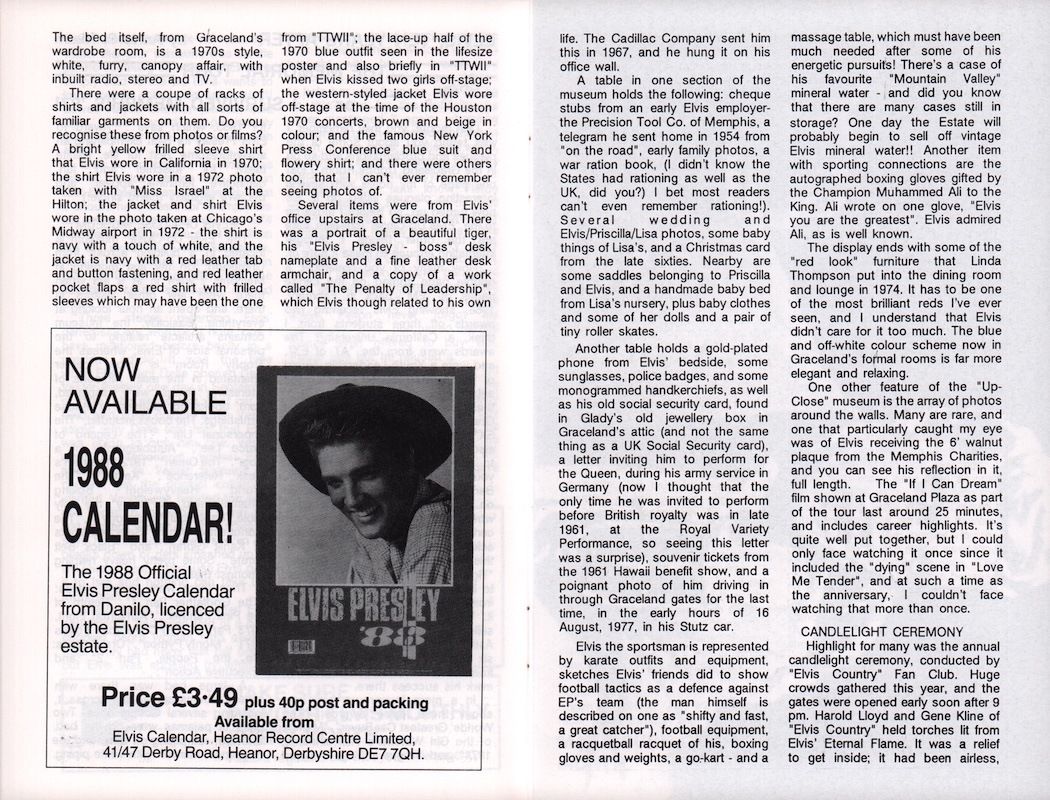 The bed itself, from Graceland's
wardrobe room, is a 1970s style,
white, furry, canopy affair, with
inbuilt radio, stereo and TV.
There were a coupe of racks of
shirts and jackets with all sorts of
familiar garments on them. Do you
recognise these from photos or films?
A bright yellow frilled sleeve shirt
that Elvis wore in California in 1970;
the shirt Elvis wore in a 1972 photo
taken with "Miss Israel" at the
Hilton; the jacket and shirt Elvis
wore in the photo taken at Chicago's
Midway airport in 1972 - the shirt is
navy with a touch of white, and the
jacket is navy with a red leather tab
and button fastening, and red leather
pocket flaps a red shirt with frilled
sleeves which may have been the one
from "TTWII"; the lace-up half of the
1970 blue outfit seen in the lifesize
poster and also briefly in "TTWII"
when Elvis kissed two girls off-stage;
the western-styled jacket Elvis wore
off-stage at the time of the Houston
1970 concerts, brown and beige in
colour; and the famous New York
Press Conference blue suit and
flowery shirt; and there were others
too, that I can't ever remember
seeing photos of.
Several items were from Elvis'
office upstairs at Graceland. There
was a portrait of a beautiful tiger,
his "Elvis Presley - boss" desk
nameplate and a fine leather desk
armchair, and a copy of a work
called "The Penalty of Leadership",
which Elvis though related to his own
NOW
AVAILABLE
1988
CALENDAR!
The 1988 Official
Elvis Presley Calendar
from Danilo, licenced
by the Elvis Presley
estate.
ELVIS PRESLEY
88
Price £3·49 plus 40p post and packing
Available from
Elvis Calendar, Heanor Record Centre Limited,
41/47 Derby Road, Heanor, Derbyshire DE7 7QH.
life. The Cadillac Company sent him
this in 1967, and he hung it on his
office wall.
A table in one section of the
museum holds the following: cheque
stubs from an early Elvis employer-
the Precision Tool Co. of Memphis, a
telegram he sent home in 1954 from
"on the road", early family photos, a
war ration book, (I didn't know the
States had rationing as well as the
UK, did you?) I bet most readers
can't even remember rationing!).
Several wedding and
Elvis/Priscilla/Lisa photos, some baby
things of Lisa's, and a Christmas card
from the late sixties. Nearby are
some saddles belonging to Priscilla
and Elvis, and a handmade baby bed
from Lisa's nursery, plus baby clothes
and some of her dolls and a pair of
tiny roller skates.
Another table holds a gold-plated
phone from Elvis' bedside, some
sunglasses, police badges, and some
monogrammed handkerchiefs, as well
as his old social security card, found
in Glady's old jewellery box in
Graceland's attic (and not the same
thing as a UK Social Security card),
a letter inviting him to perform for
the Queen, during his army service in
Germany (now I thought that the
only time he was invited to perform
before British royalty was in late
1961, at the Royal Variety
Performance, so seeing this letter
was a surprise), souvenir tickets from
the 1961 Hawaii benefit show, and a
poignant photo of him driving in
through Graceland gates for the last
time, in the early hours of 16
August, 1977, in his Stutz car.
Elvis the sportsman is represented
by karate outfits and equipment,
sketches Elvis' friends did to show
football tactics as a defence against
EP's team (the man himself is
described on one as "shifty and fast,
a great catcher"), football equipment,
a racquetball racquet of his, boxing
gloves and weights, a go-kart - and a
massage table, which must have been
much needed after some of his
energetic pursuits! There's a case of
his favourite "Mountain Valley"
mineral water - and did you know
that there are many cases still in
storage? One day the Estate will
probably begin to sell off vintage
Elvis mineral water!! Another item
with sporting connections are the
autographed boxing gloves gifted by
the Champion Muhammed Ali to the
King. Ali wrote on one glove, "Elvis
you are the greatest". Elvis admired
Ali, as is well known.
The display ends with some of the
"red look" furniture that Linda
Thompson put into the dining room
and lounge in 1974. It has to be one
of the most brilliant reds I've ever
seen, and I understand that Elvis
didn't care for it too much. The blue
and off-white colour scheme now in
Graceland's formal rooms is far more
elegant and relaxing.
One other feature of the "Up-
Close" museum is the array of photos
around the walls. Many are rare, and
one that particularly caught my eye
was of Elvis receiving the 6' walnut
plaque from the Memphis Charities,
and you can see his reflection in it,
full length. The "If I Can Dream"
film shown at Graceland Plaza as part
of the tour last around 25 minutes,
and includes career highlights. It's
quite well put together, but I could
only face watching it once since it
included the "dying" scene in "Love
Me Tender", and at such a time as
the anniversary, I couldn't face
watching that more than once.
CANDLELIGHT CEREMONY
Highlight for many was the annual
candlelight ceremony, conducted by
"Elvis Country" Fan Club. Huge
crowds gathered this year, and the
gates were opened early soon after 9
pm. Harold Lloyd and Gene Kline of
"Elvis Country" held torches lit from
Elvis' Eternal Flame. It was a relief
to get inside; it had been airless,